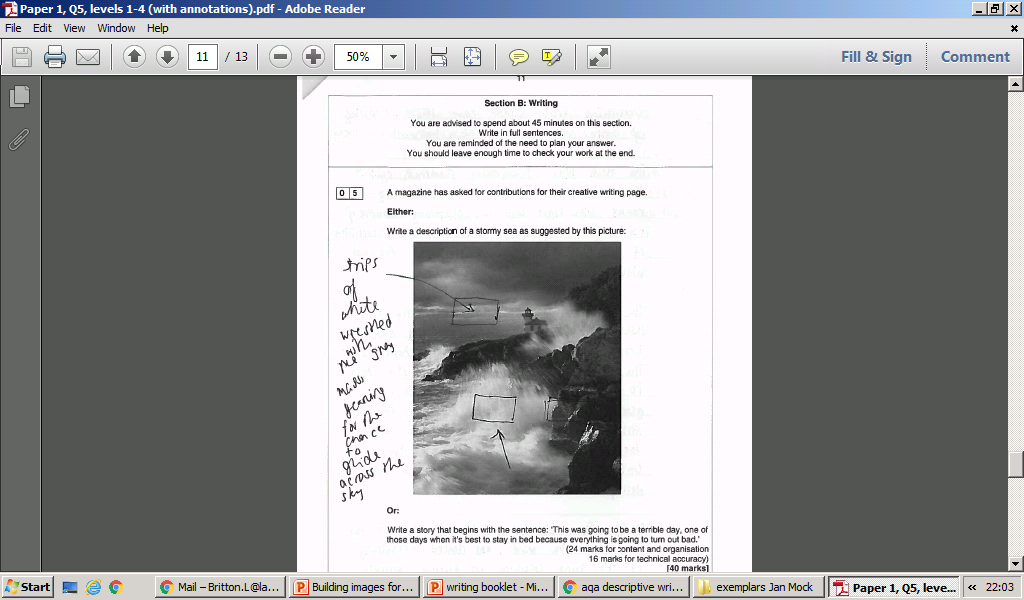 Paper 1, Q5, levels 1-4 (with annotations).pdf - Adobe Reader
File Edit View Window Help
11 / 13 50% Fill & Sign Comment
11
Section B: Writing
You are advised to spend about 45 minutes on this section.
Write in full sentences.
You are reminded of the need to plan your answer.
You should leave enough time to check your work at the end.
0 5 A magazine has asked for contributions for their creative writing page.
Either:
Write a description of a stormy sea as suggested by this picture:
trips
of
white
wrestled
with
the grey
mass
yearning
for the
chance
to
glide
across the
sky
Or:
Write a story that begins with the sentence: 'This was going to be a terrible day, one of
those days when it's best to stay in bed because everything is going to turn out bad.'
(24 marks for content and organisation
16 marks for technical accuracy)
[40 marks]
Start Mail – Britton.L@la... Building images for... writing booklet - Mi... aqa descriptive wri... exemplars Jan Mock Paper 1, Q5, leve... « 22:03